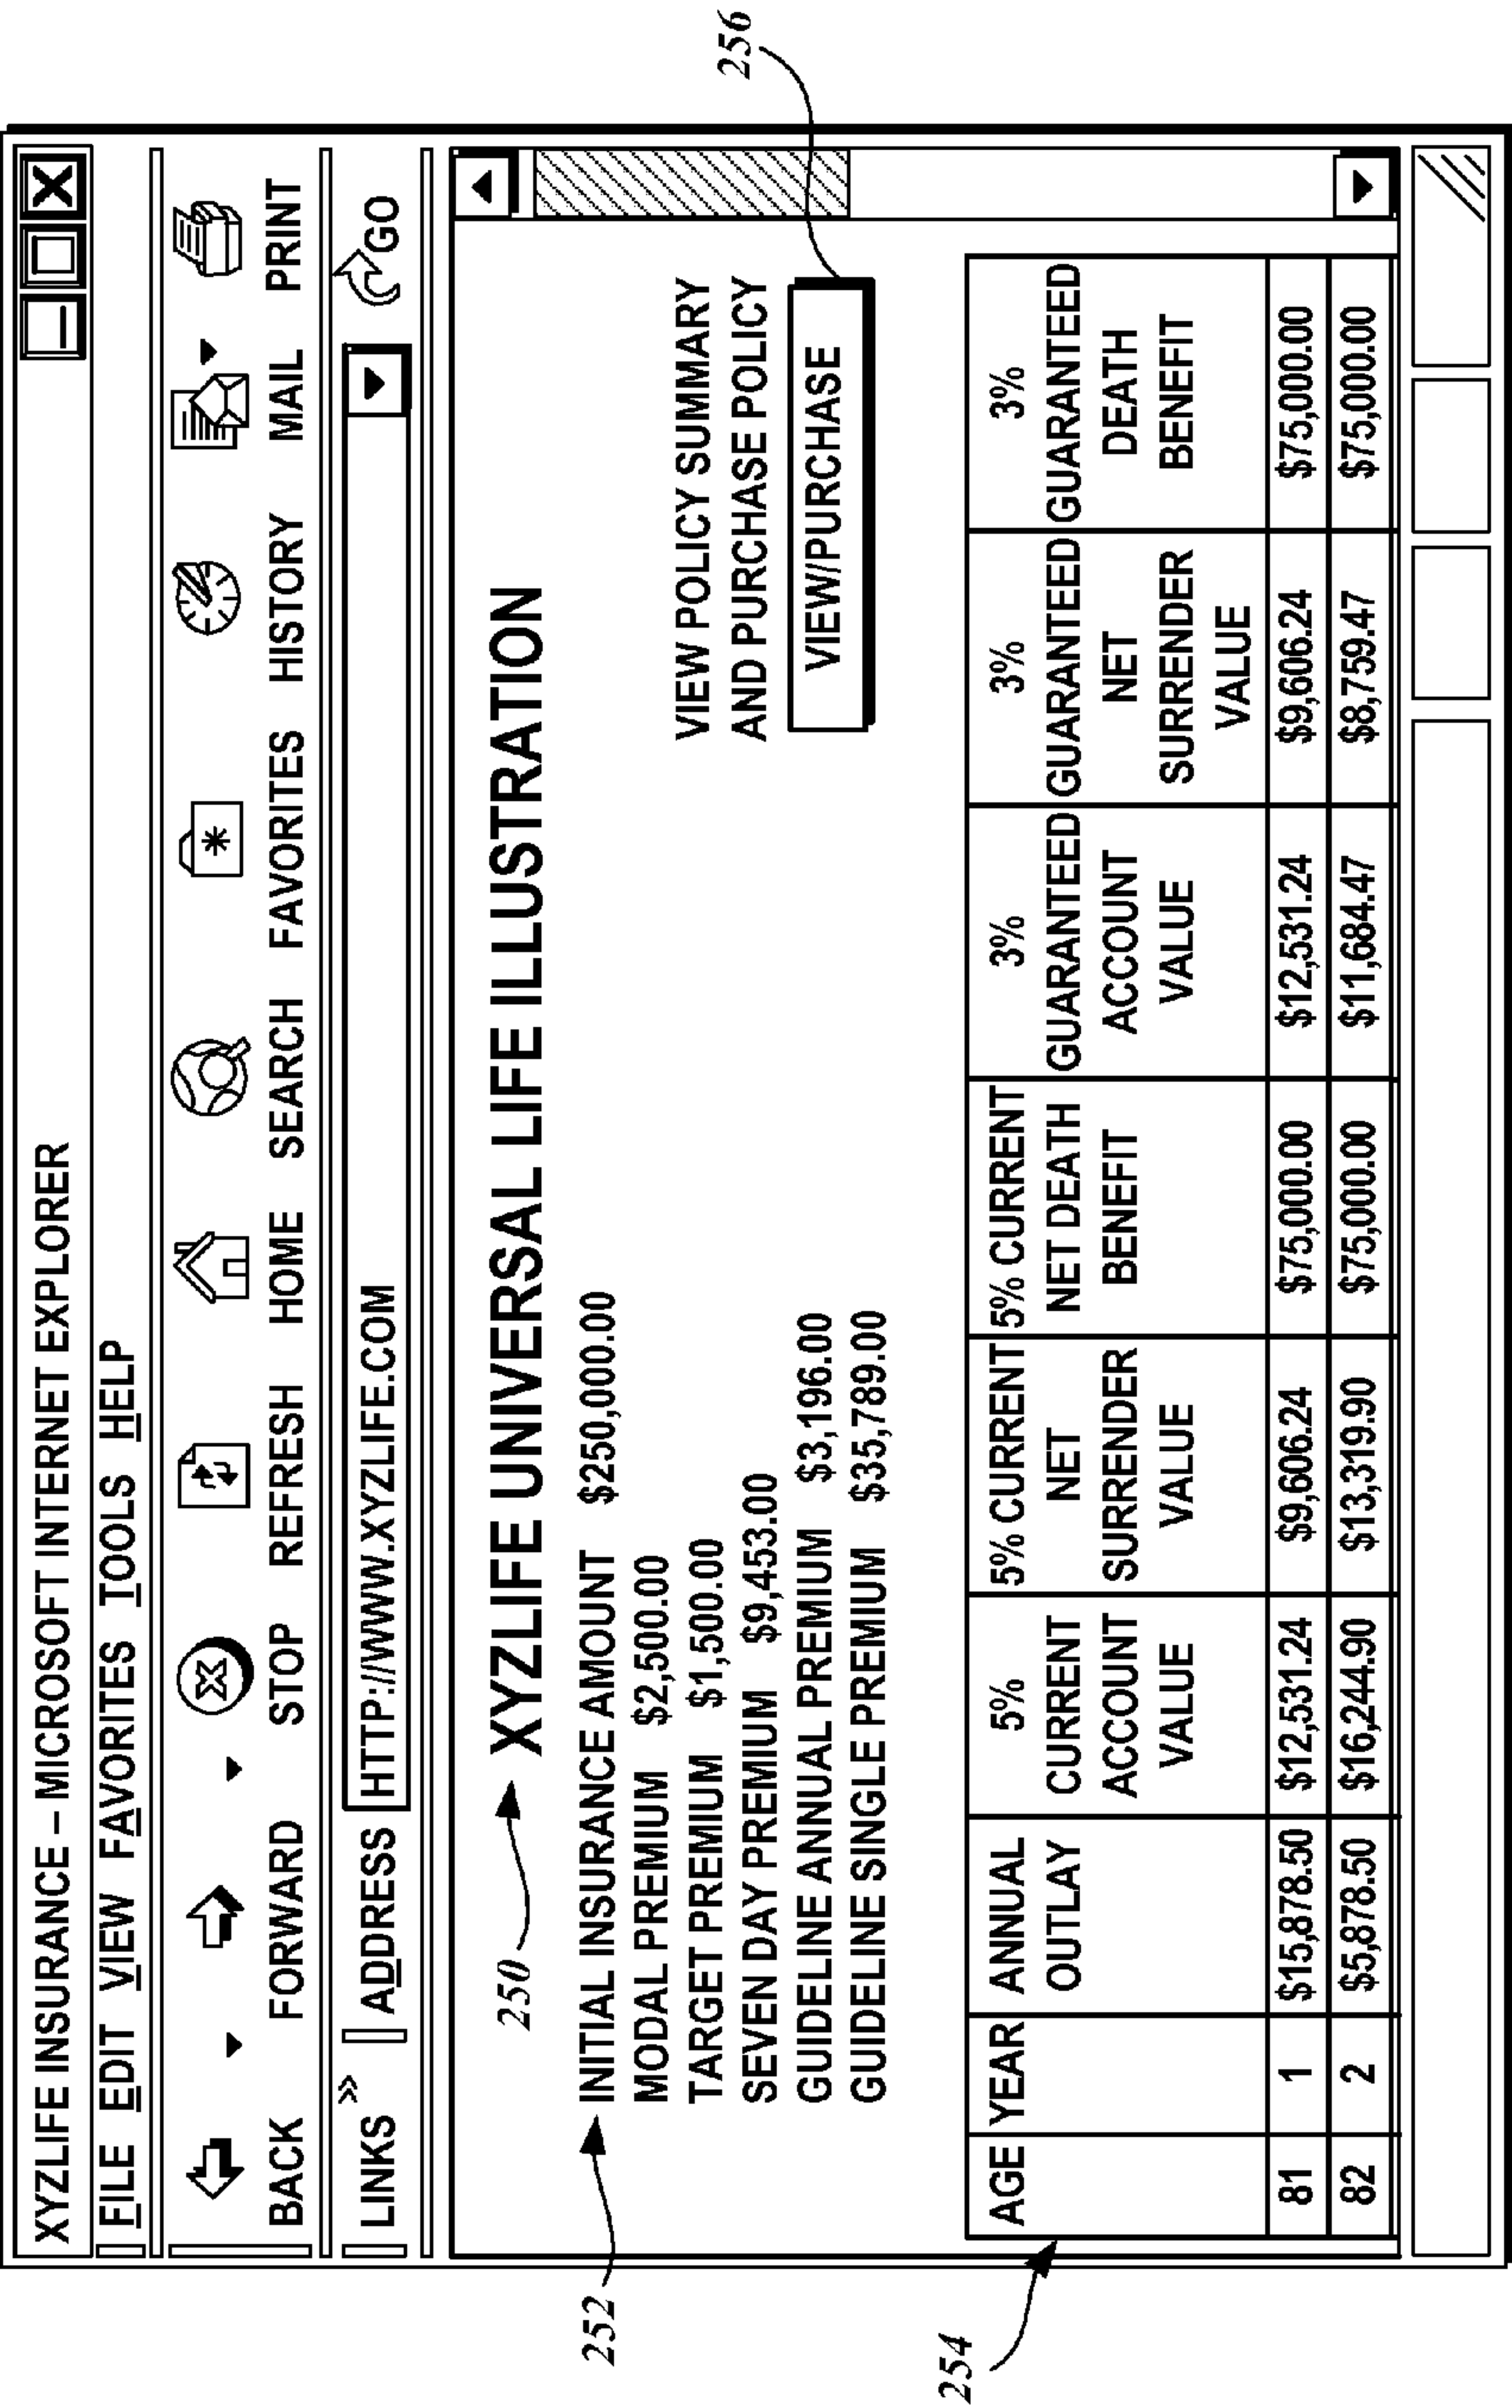 XYZLIFE INSURANCE – MICROSOFT INTERNET EXPLORER
FILE EDIT VIEW FAVORITES TOOLS HELP
BACK FORWARD STOP REFRESH HOME SEARCH FAVORITES HISTORY MAIL PRINT
LINKS » ADDRESS HTTP://WWW.XYZLIFE.COM GO
250
XYZLIFE UNIVERSAL LIFE ILLUSTRATION
252
INITIAL INSURANCE AMOUNT $250,000.00
MODAL PREMIUM $2,500.00
TARGET PREMIUM $1,500.00
SEVEN DAY PREMIUM $9,453.00
GUIDELINE ANNUAL PREMIUM $3,196.00
GUIDELINE SINGLE PREMIUM $35,789.00
VIEW POLICY SUMMARY
AND PURCHASE POLICY
VIEW/PURCHASE
256
254
AGE YEAR ANNUAL 5% 5% CURRENT 5% CURRENT 3% 3% 3%
OUTLAY CURRENT NET NET DEATH GUARANTEED GUARANTEED GUARANTEED
ACCOUNT SURRENDER BENEFIT ACCOUNT NET DEATH
VALUE VALUE VALUE SURRENDER BENEFIT
VALUE
81 1 $15,878.50 $12,531.24 $9,606.24 $75,000.00 $12,531.24 $9,606.24 $75,000.00
82 2 $5,878.50 $16,244.90 $13,319.90 $75,000.00 $11,684.47 $8,759.47 $75,000.00